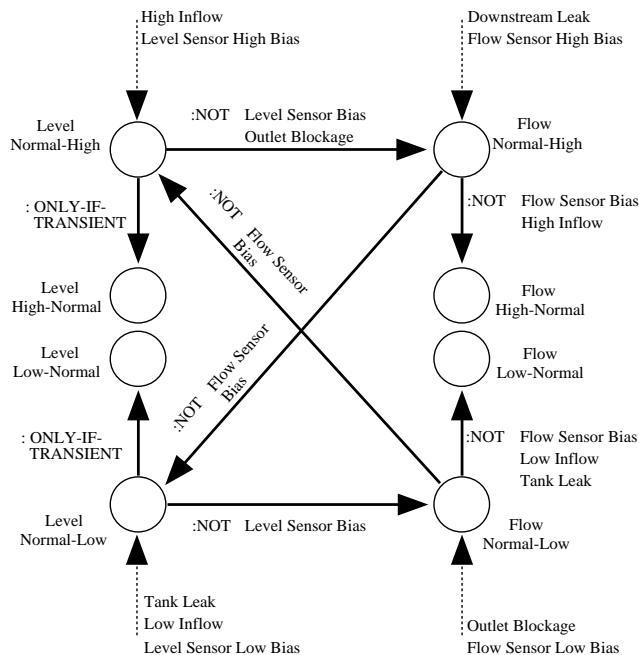 High Inflow
Level Sensor High Bias
Downstream Leak
Flow Sensor High Bias
Level
Normal-High
:NOT Level Sensor Bias
Outlet Blockage
Flow
Normal-High
: ONLY-IF-
TRANSIENT
:NOT Flow Sensor
Bias
:NOT Flow Sensor Bias
High Inflow
Level
High-Normal
Flow
High-Normal
Level
Low-Normal
Flow
Low-Normal
:NOT Flow Sensor
Bias
: ONLY-IF-
TRANSIENT
:NOT Flow Sensor Bias
Low Inflow
Tank Leak
Level
Normal-Low
:NOT Level Sensor Bias
Flow
Normal-Low
Tank Leak
Low Inflow
Level Sensor Low Bias
Outlet Blockage
Flow Sensor Low Bias